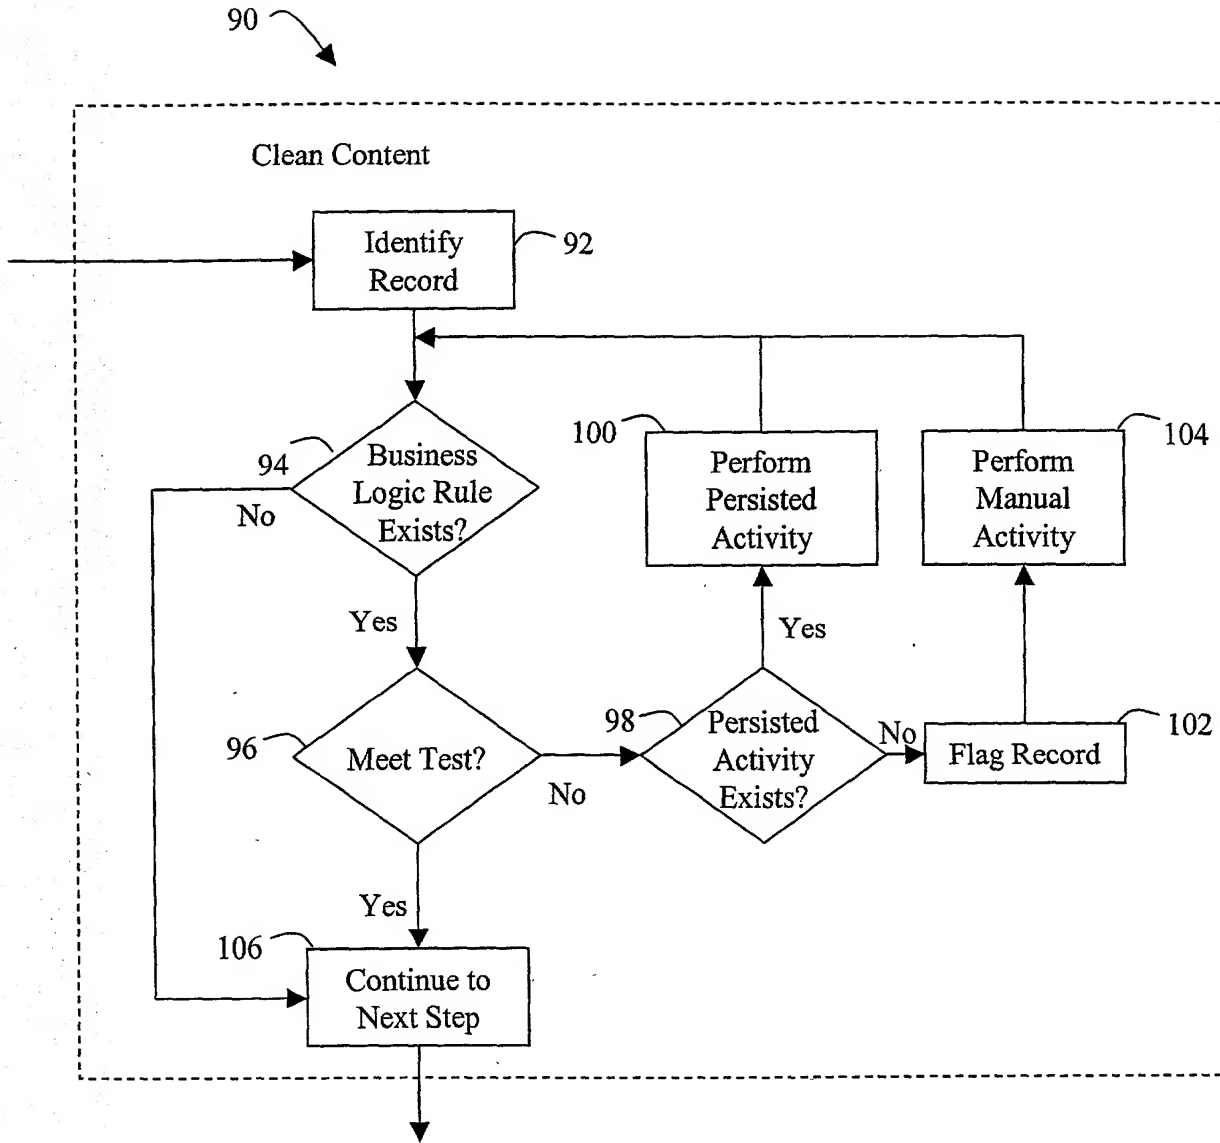 90
Clean Content
Identify
Record
92
94
Business
Logic Rule
Exists?
No
Yes
100
Perform
Persisted
Activity
104
Perform
Manual
Activity
Yes
96
Meet Test?
No
98
Persisted
Activity
Exists?
No
102
Flag Record
Yes
106
Continue to
Next Step